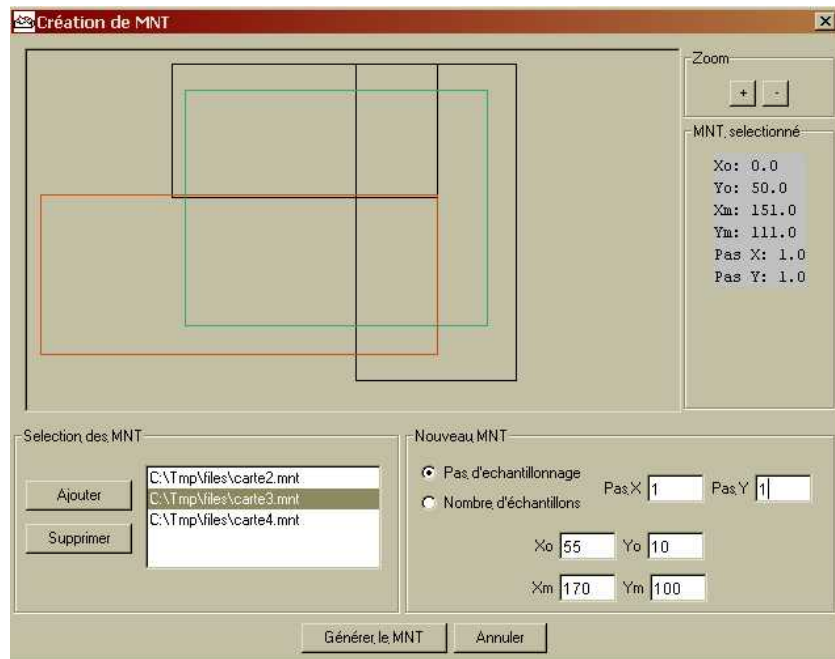 Création de MNT
Zoom
+ -
MNT selectionné
Xo: 0.0
Yo: 50.0
Xm: 151.0
Ym: 111.0
Pas X: 1.0
Pas Y: 1.0
Selection des MNT
Ajouter
Supprimer
C:\Tmp\files\carte2.mnt
C:\Tmp\files\carte3.mnt
C:\Tmp\files\carte4.mnt
Nouveau MNT
Pas d'echantillonnage
Nombre d'échantillons
Pas X 1 Pas Y 1
Xo 55 Yo 10
Xm 170 Ym 100
Générer le MNT Annuler